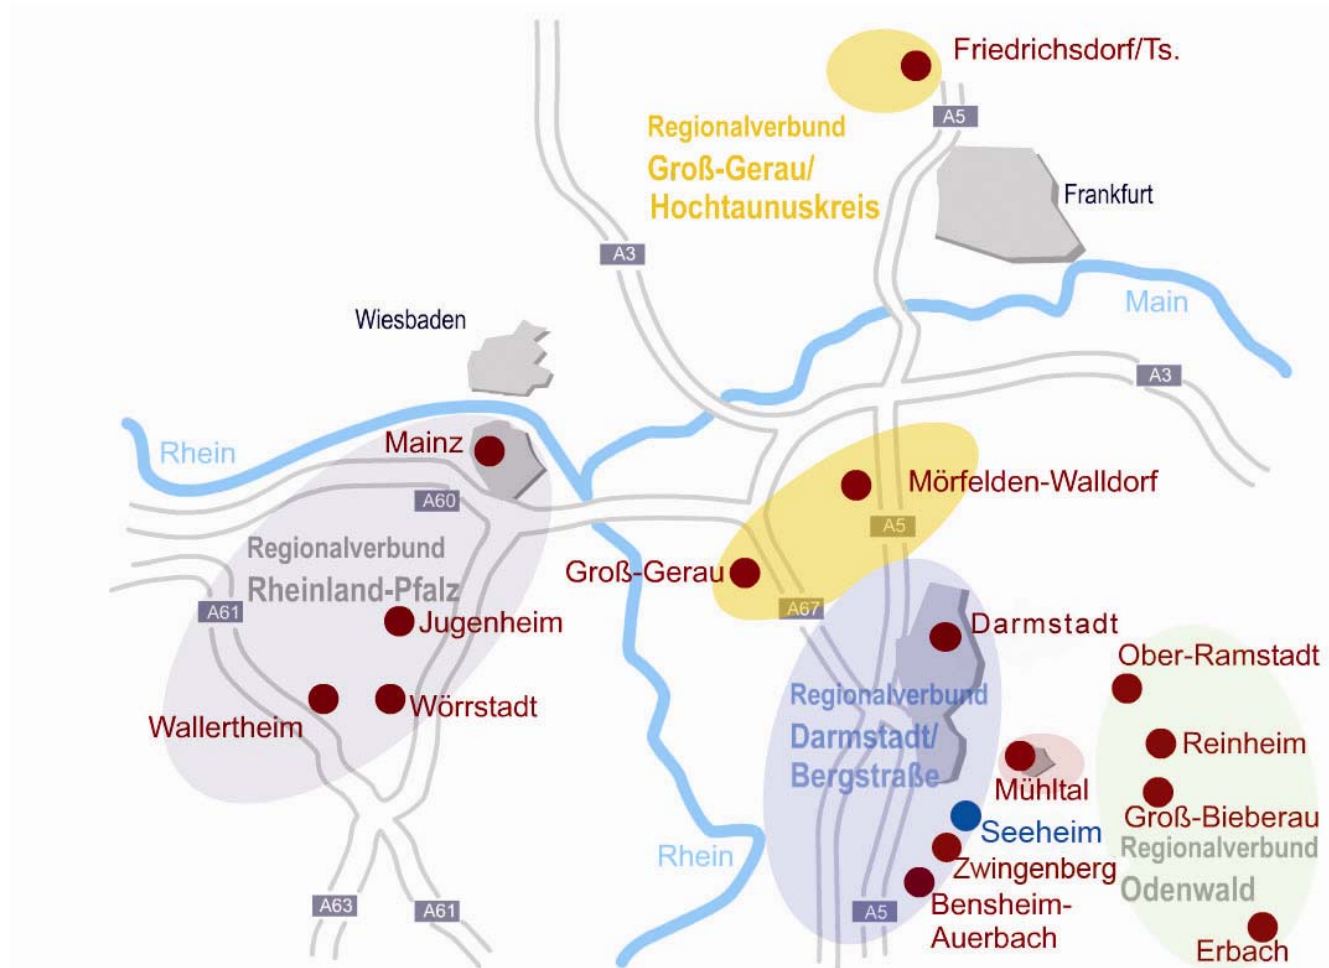 Friedrichsdorf/Ts.
A5
Regionalverbund
Groß-Gerau/
Hochtaunuskreis
Frankfurt
A3
Main
Wiesbaden
A3
Mainz
Rhein
Mörfelden-Walldorf
A60
A5
Regionalverbund
Rheinland-Pfalz
Groß-Gerau
A61
A67
Jugenheim
Darmstadt
Ober-Ramstadt
Regionalverbund
Darmstadt/
Bergstraße
Wörrstadt
Wallertheim
Reinheim
Mühltal
Groß-Bieberau
Seeheim
Regionalverbund
Odenwald
Rhein
Zwingenberg
A63
A61
A5
Bensheim-
Auerbach
Erbach